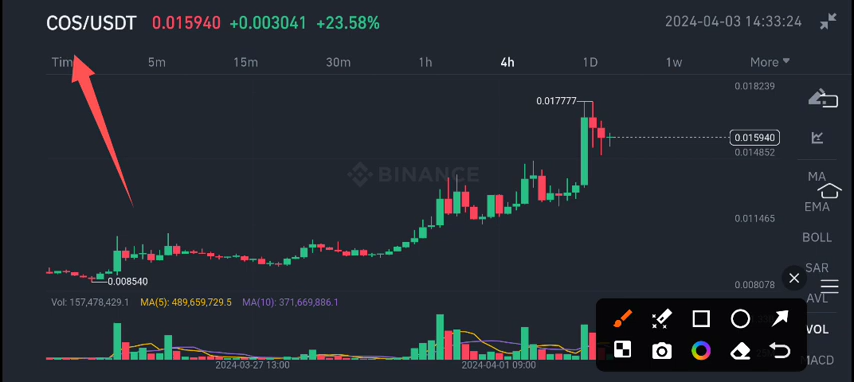 COS/USDT 0.015940 +0.003041 +23.58% 2024-04-03 14:33:24
Tim 5m 15m 30m 1h 4h 1D 1w More
0.018239
0.017777
0.015940
0.014852
BINANCE
MA
EMA
0.011465
BOLL
SAR
0.008540
0.008078
AVL
Vol: 157,478,429.1 MA(5): 489,659,729.5 MA(10): 371,669,886.1
VOL
MACD
2024-03-27 13:00 2024-04-01 09:00